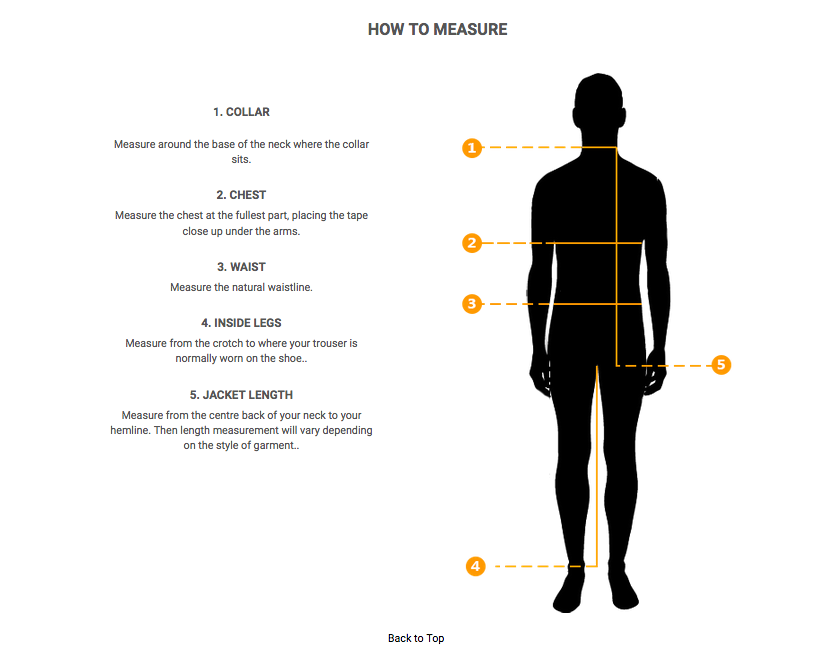 HOW TO MEASURE
1. COLLAR
Measure around the base of the neck where the collar
sits.
2. CHEST
Measure the chest at the fullest part, placing the tape
close up under the arms.
3. WAIST
Measure the natural waistline.
4. INSIDE LEGS
Measure from the crotch to where your trouser is
normally worn on the shoe..
5. JACKET LENGTH
Measure from the centre back of your neck to your
hemline. Then length measurement will vary depending
on the style of garment..
1
2
3
5
4
Back to Top